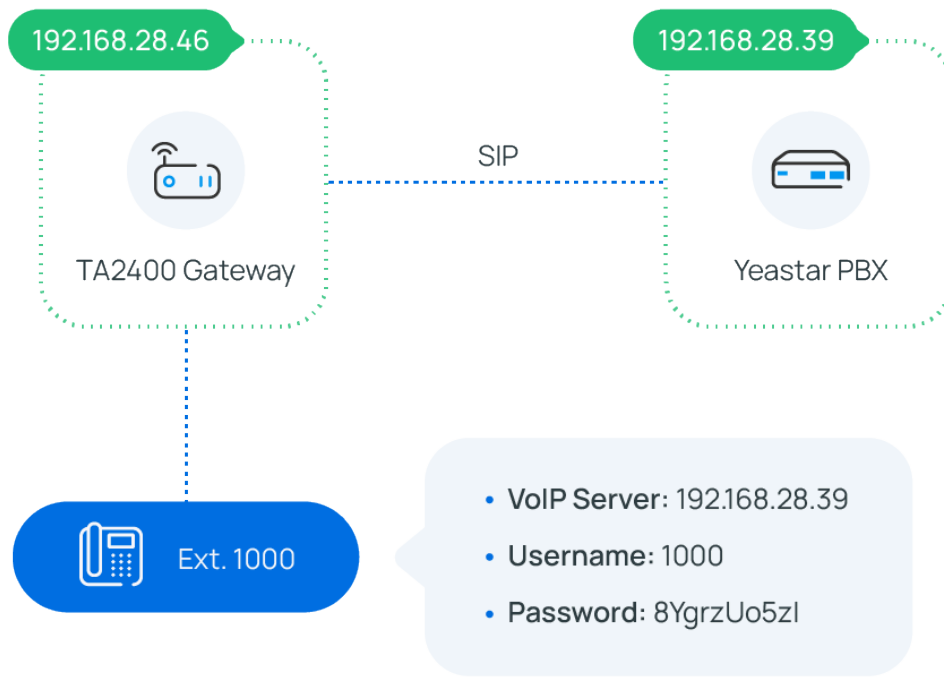 192.168.28.46
192.168.28.39
SIP
TA2400 Gateway
Yeastar PBX
Ext. 1000
• VoIP Server: 192.168.28.39
• Username: 1000
• Password: 8YgrzUo5zI